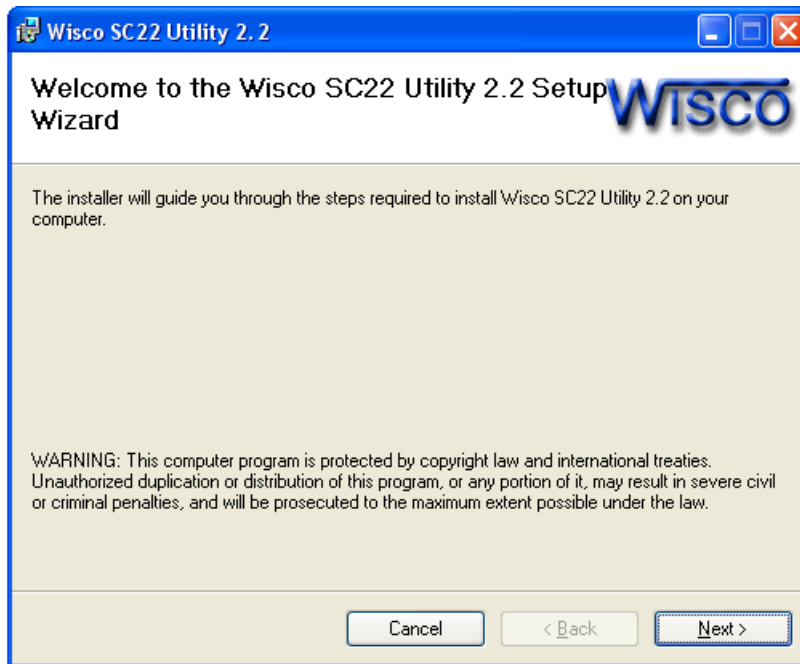 Wisco SC22 Utility 2.2
Welcome to the Wisco SC22 Utility 2.2 Setup
Wizard
WISCO
The installer will guide you through the steps required to install Wisco SC22 Utility 2.2 on your
computer.
WARNING: This computer program is protected by copyright law and international treaties.
Unauthorized duplication or distribution of this program, or any portion of it, may result in severe civil
or criminal penalties, and will be prosecuted to the maximum extent possible under the law.
Cancel < Back Next >